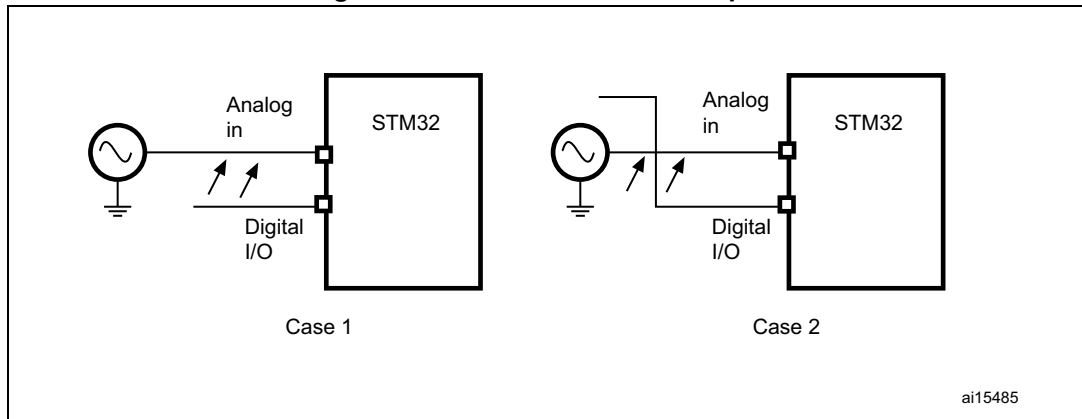 Analog
in
STM32
Digital
I/O
Case 1
Analog
in
STM32
Digital
I/O
Case 2
ai15485